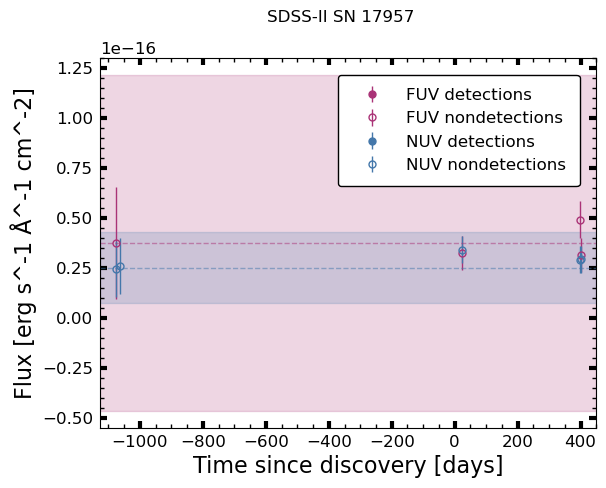 SDSS-II SN 17957
1e−16
1.25
1.00
0.75
0.50
0.25
0.00
−0.25
−0.50
Flux [erg s^-1 Å^-1 cm^-2]
FUV detections
FUV nondetections
NUV detections
NUV nondetections
−1000 −800 −600 −400 −200 0 200 400
Time since discovery [days]